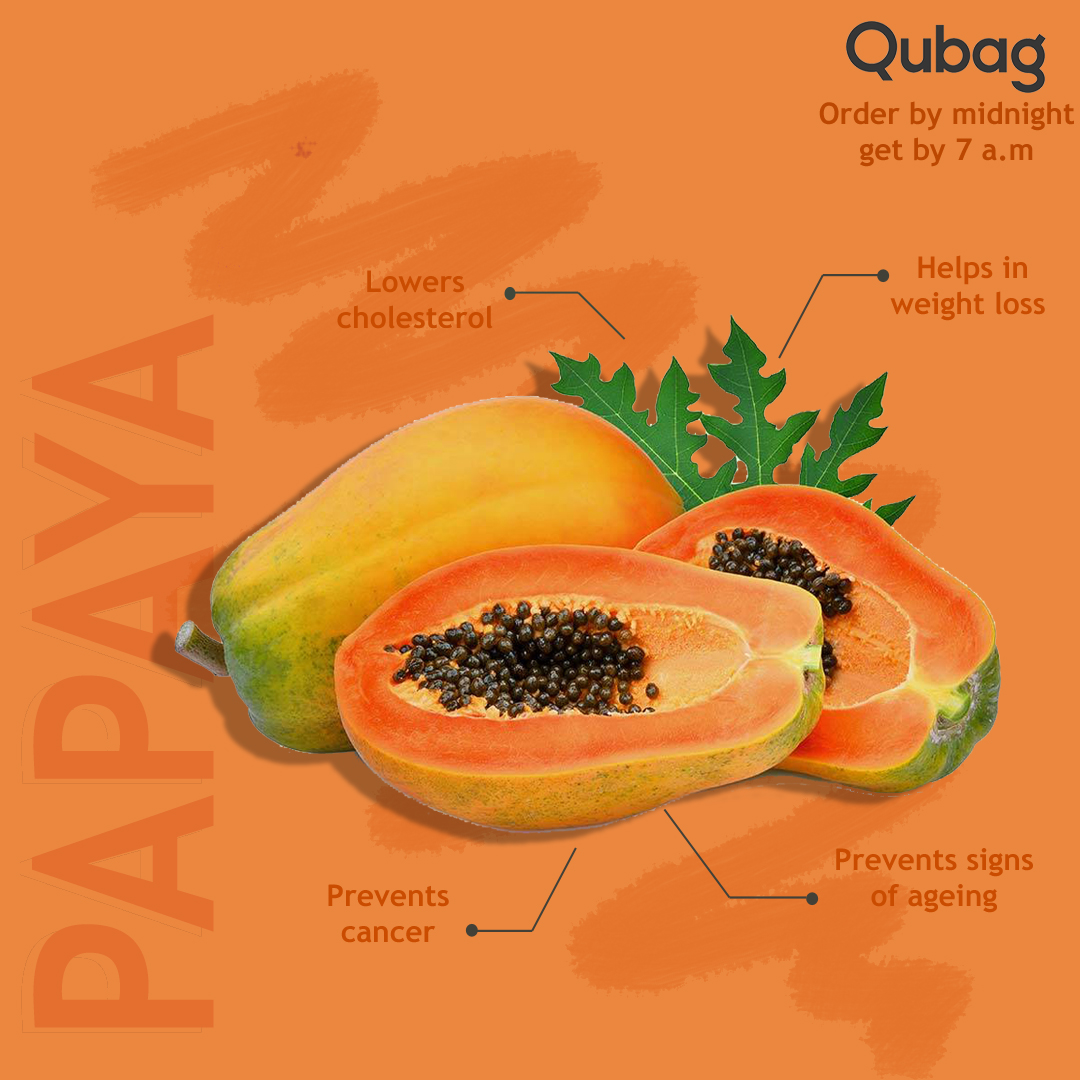 Qubag
Order by midnight
get by 7 a.m
Lowers
cholesterol
Helps in
weight loss
PAPAYA
Prevents
cancer
Prevents signs
of ageing